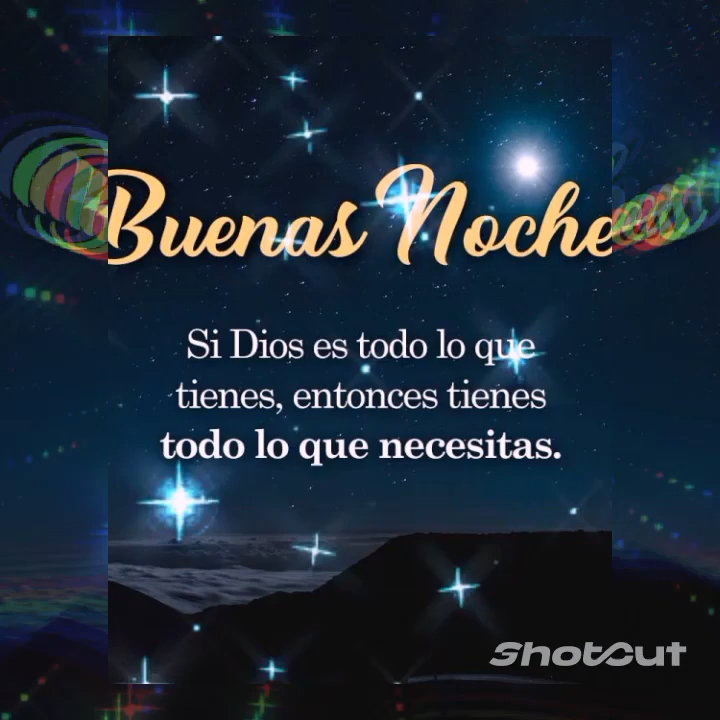 Buenas Noche
Si Dios es todo lo que
tienes, entonces tienes
todo lo que necesitas.
ShotCut